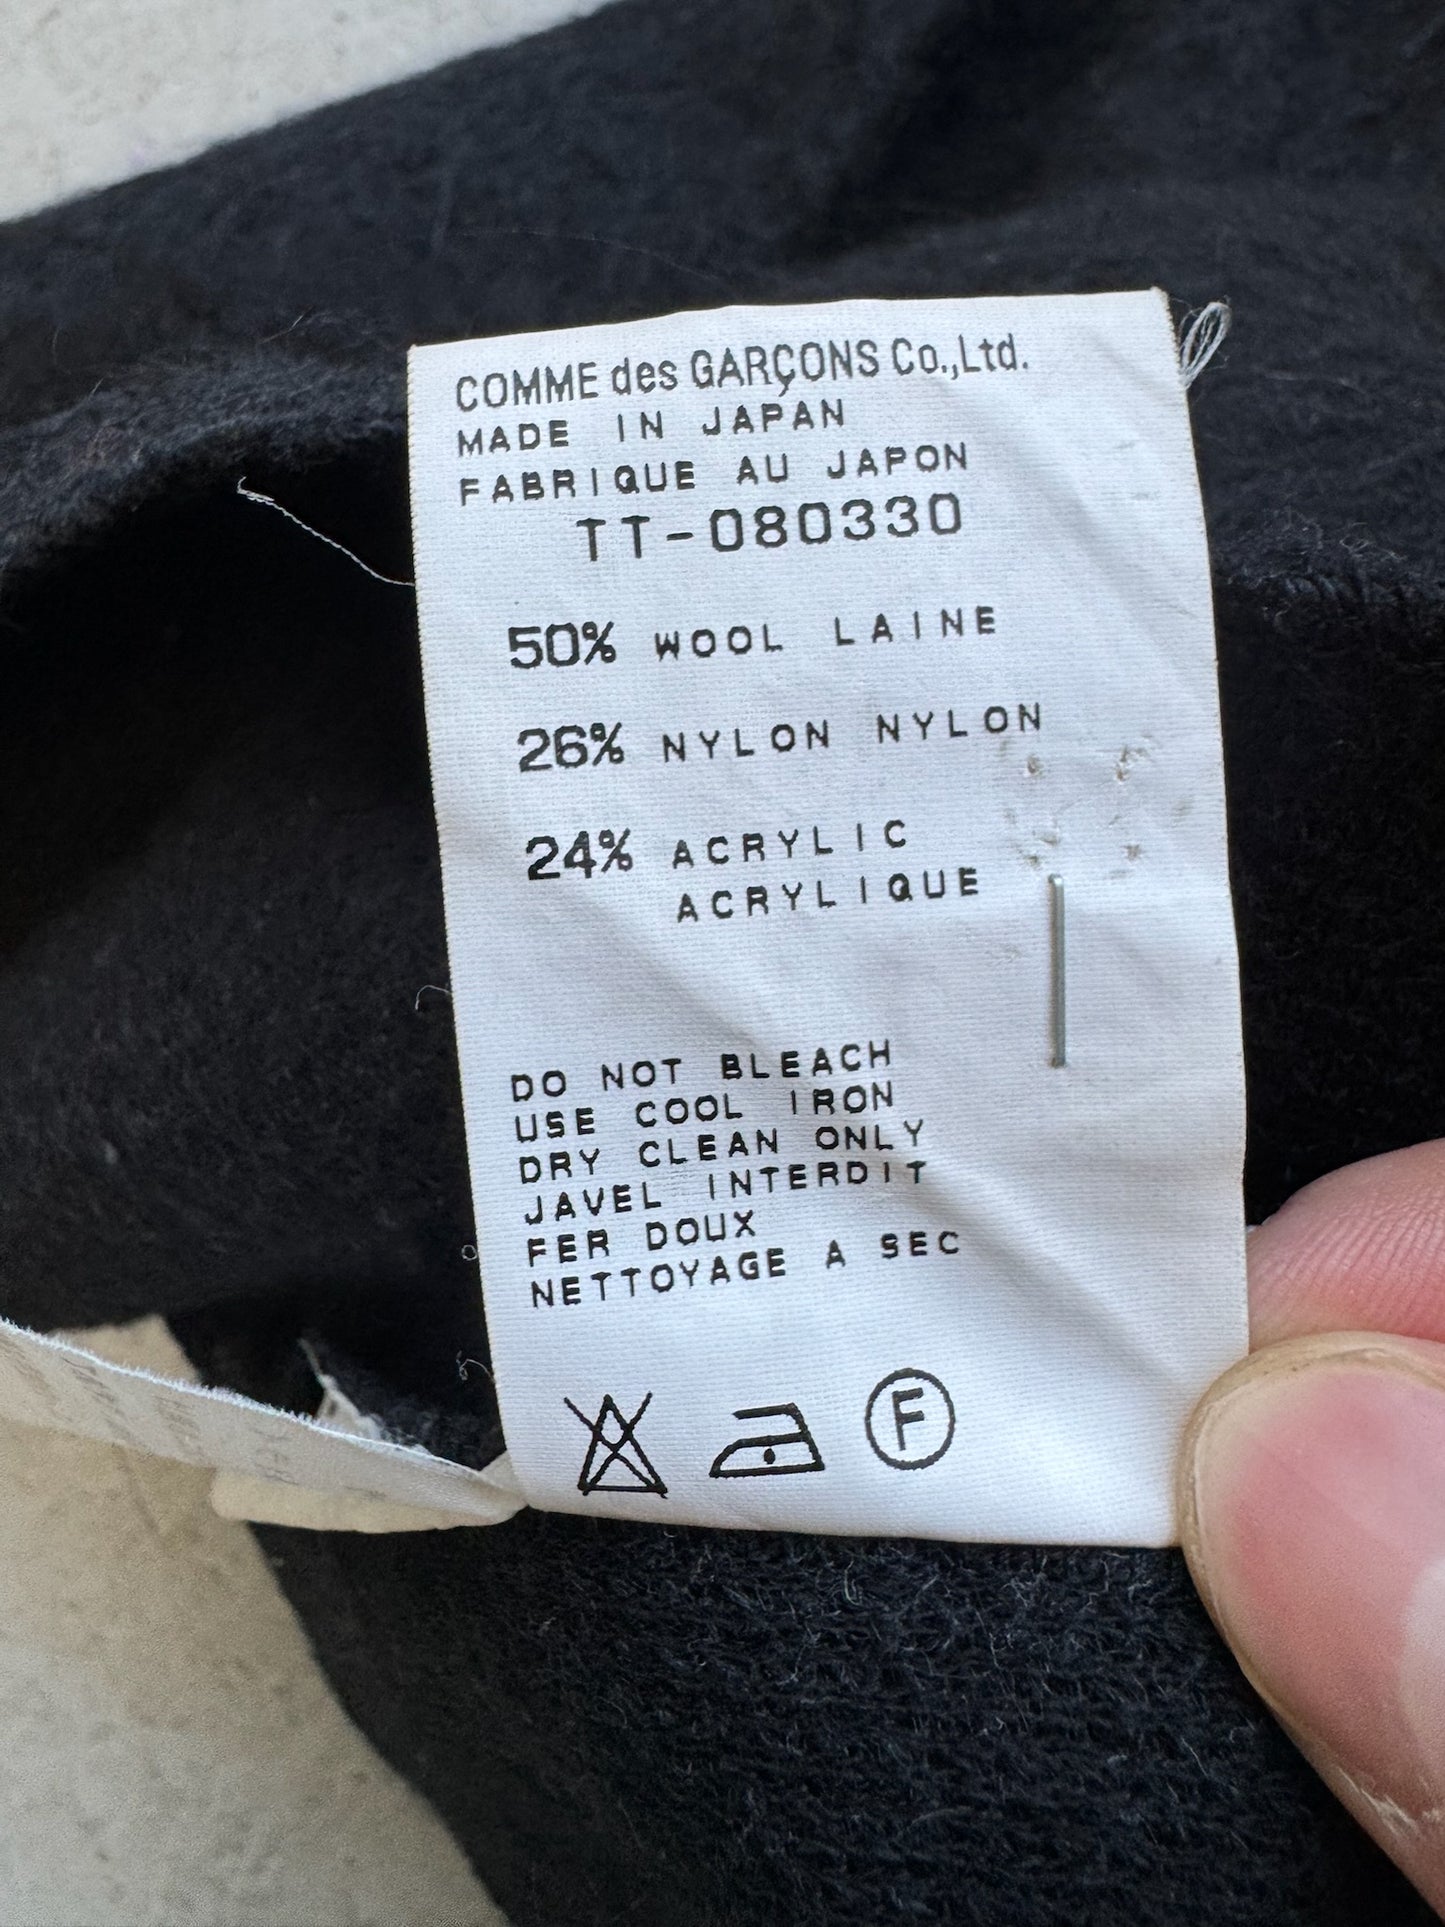 COMME des GARÇONS Co.,Ltd.
MADE IN JAPAN
FABRIQUE AU JAPON
TT-080330
50% WOOL LAINE
26% NYLON NYLON
24% ACRYLIC
ACRYLIQUE
DO NOT BLEACH
USE COOL IRON
DRY CLEAN ONLY
JAVEL INTERDIT
FER DOUX
NETTOYAGE A SEC
F